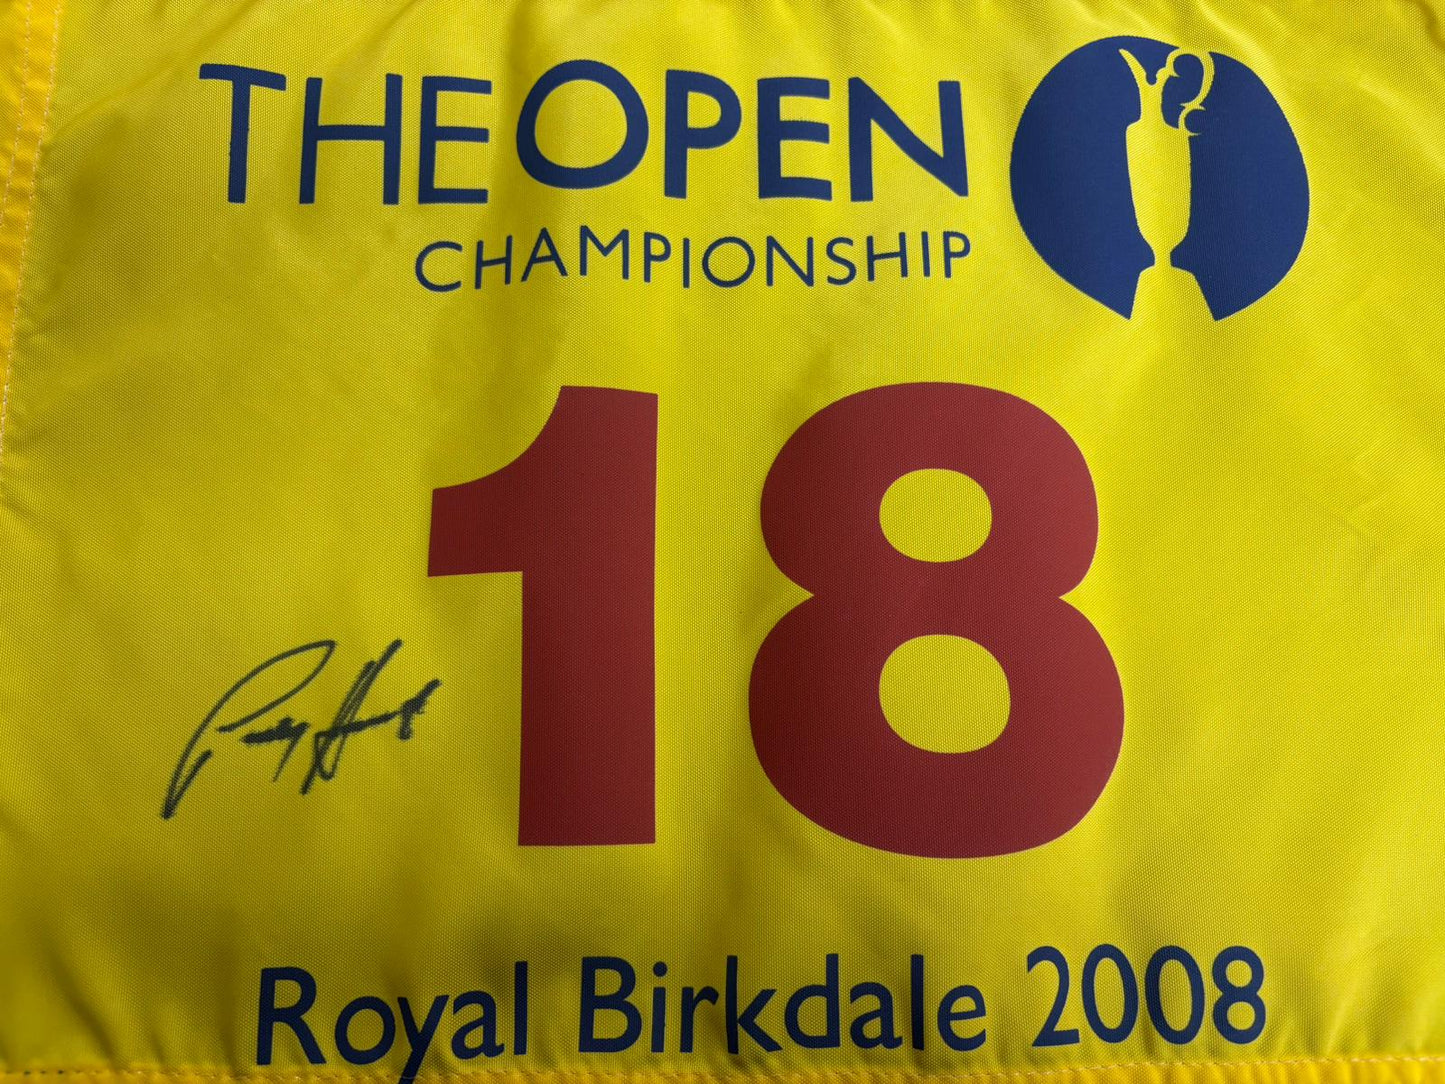 THE OPEN
CHAMPIONSHIP
18
Royal Birkdale 2008